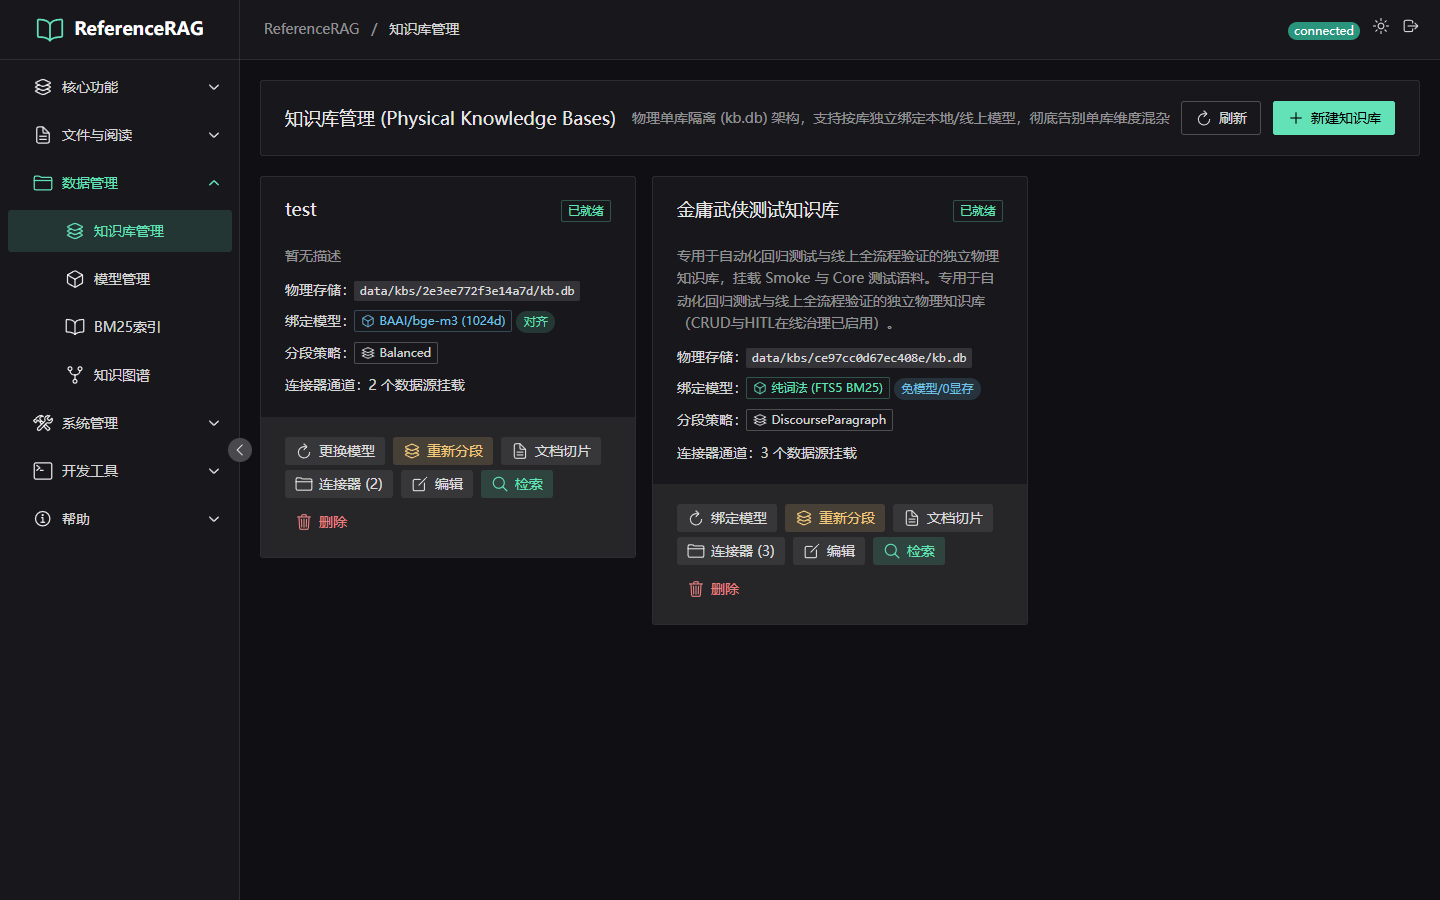 ReferenceRAG
ReferenceRAG / 知识库管理
connected
核心功能
文件与阅读
数据管理
知识库管理
模型管理
BM25索引
知识图谱
系统管理
开发工具
帮助
知识库管理 (Physical Knowledge Bases)
物理单库隔离 (kb.db) 架构，支持按库独立绑定本地/线上模型，彻底告别单库维度混杂
刷新
新建知识库
test
已就绪
暂无描述
物理存储： data/kbs/2e3ee772f3e14a7d/kb.db
绑定模型： BAAI/bge-m3 (1024d) 对齐
分段策略： Balanced
连接器通道：2 个数据源挂载
更换模型 重新分段 文档切片
连接器 (2) 编辑 检索
删除
金庸武侠测试知识库
已就绪
专用于自动化回归测试与线上全流程验证的独立物理
知识库，挂载 Smoke 与 Core 测试语料。专用于自
动化回归测试与线上全流程验证的独立物理知识库
（CRUD与HITL在线治理已启用）。
物理存储： data/kbs/ce97cc0d67ec408e/kb.db
绑定模型： 纯词法 (FTS5 BM25) 免模型/0显存
分段策略： DiscourseParagraph
连接器通道：3 个数据源挂载
绑定模型 重新分段 文档切片
连接器 (3) 编辑 检索
删除